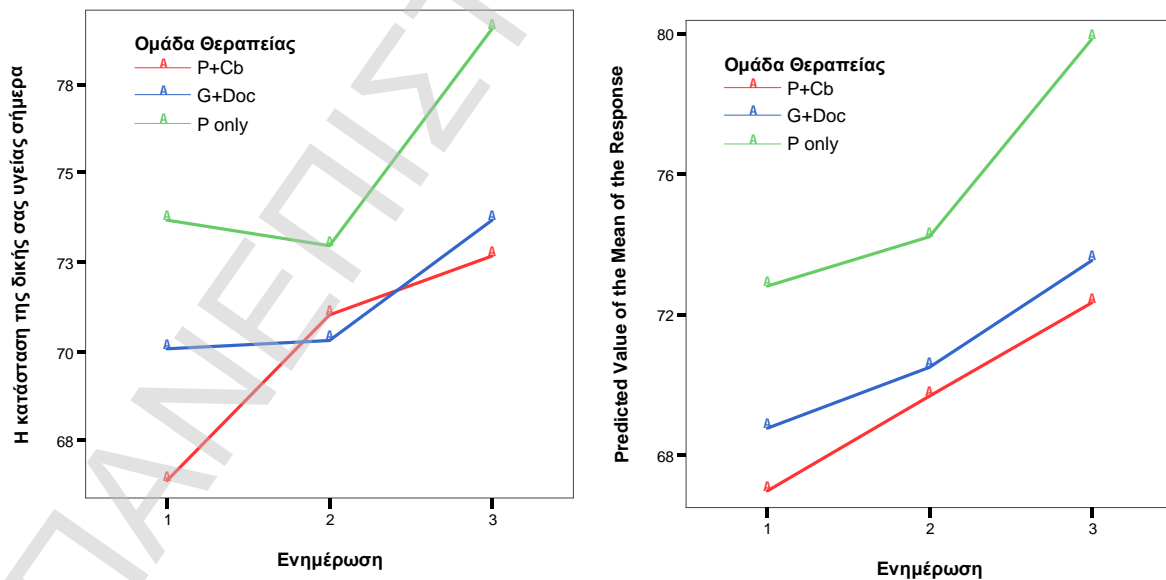 Ομάδα Θεραπείας
P+Cb
G+Doc
P only
78
75
73
70
68
Η κατάσταση της δικής σας υγείας σήμερα
1 2 3
Ενημέρωση
Ομάδα Θεραπείας
P+Cb
G+Doc
P only
80
76
72
68
Predicted Value of the Mean of the Response
1 2 3
Ενημέρωση
ΠΑΝΕΠΙΣΤ